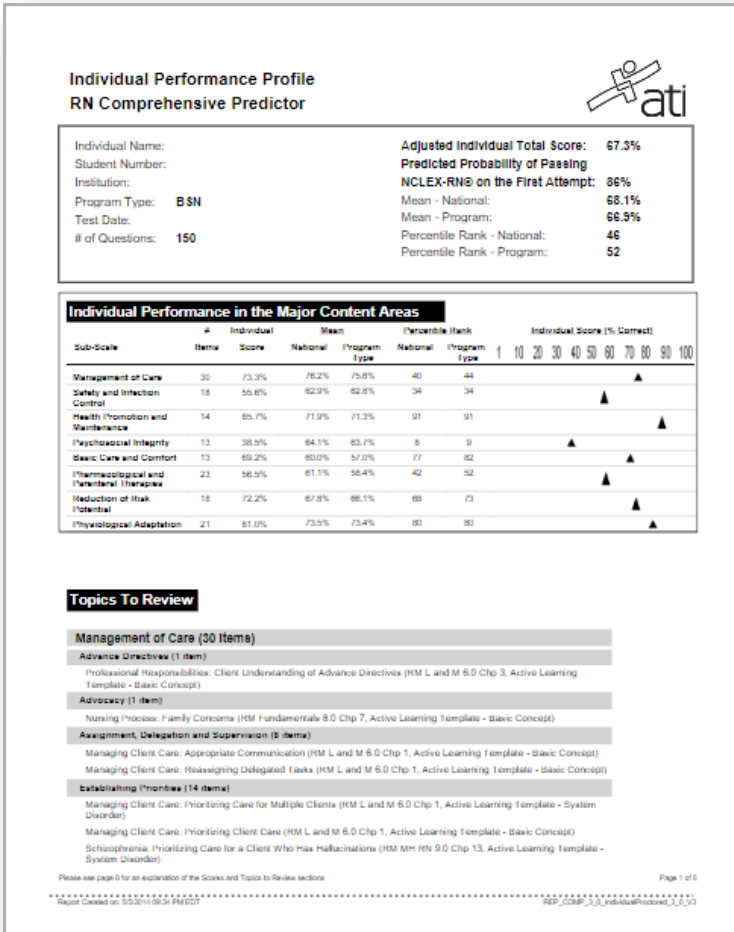 Individual Performance Profile
RN Comprehensive Predictor
ati
Individual Name:
Student Number:
Institution:
Program Type: BSN
Test Date:
# of Questions: 150
Adjusted Individual Total Score: 67.3%
Predicted Probability of Passing
NCLEX-RN® on the First Attempt: 86%
Mean - National: 68.1%
Mean - Program: 66.9%
Percentile Rank - National: 46
Percentile Rank - Program: 52
Individual Performance in the Major Content Areas
# Individual Mean Percentile Rank Individual Score (% Correct)
Sub-Scale Items Score National Program National Program 1 10 20 30 40 50 60 70 80 90 100
Type Type
Management of Care 30 73.3% 76.2% 75.6% 40 44
Safety and Infection 18 55.6% 62.9% 62.8% 34 34
Control
Health Promotion and 14 85.7% 71.9% 71.3% 91 91
Maintenance
Psychosocial Integrity 13 38.5% 64.1% 63.7% 8 9
Basic Care and Comfort 13 69.2% 60.0% 57.0% 77 82
Pharmacological and 23 56.5% 61.1% 58.4% 42 52
Parenteral Therapies
Reduction of Risk 18 72.2% 67.8% 66.1% 68 73
Potential
Physiological Adaptation 21 81.0% 73.5% 73.4% 80 80
Topics To Review
Management of Care (30 items)
Advance Directives (1 item)
Professional Responsibilities: Client Understanding of Advance Directives (RM L and M 6.0 Chp 3, Active Learning
Template - Basic Concept)
Advocacy (1 item)
Nursing Process: Family Concerns (RM Fundamentals 8.0 Chp 7, Active Learning Template - Basic Concept)
Assignment, Delegation and Supervision (8 items)
Managing Client Care: Appropriate Communication (RM L and M 6.0 Chp 1, Active Learning Template - Basic Concept)
Managing Client Care: Reassigning Delegated Tasks (RM L and M 6.0 Chp 1, Active Learning Template - Basic Concept)
Establishing Priorities (14 items)
Managing Client Care: Prioritizing Care for Multiple Clients (RM L and M 6.0 Chp 1, Active Learning Template - System
Disorder)
Managing Client Care: Prioritizing Client Care (RM L and M 6.0 Chp 1, Active Learning Template - Basic Concept)
Schizophrenia: Prioritizing Care for a Client Who Has Hallucinations (RM MH RN 9.0 Chp 13, Active Learning Template -
System Disorder)
Please see page 6 for an explanation of the Scores and Topics to Review sections Page 1 of 6
Report Created on: 5/5/2014 09:34 PM EDT REP_COMP_3_0_IndividualProctored_3_0_V3